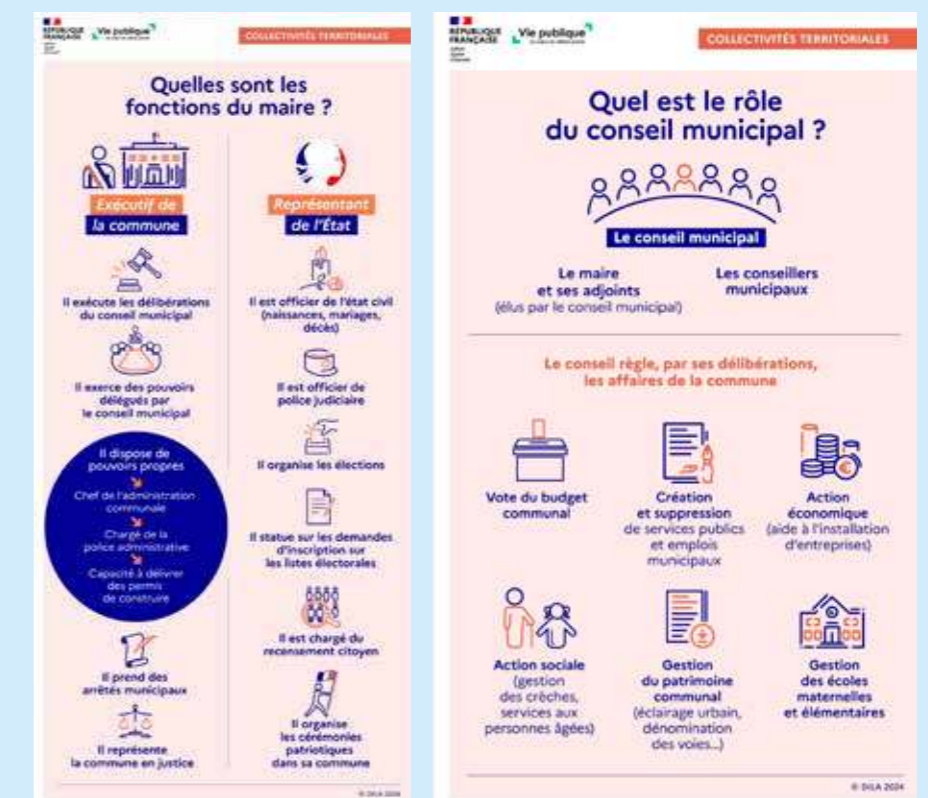 RÉPUBLIQUE
FRANÇAISE
Vie publique
COLLECTIVITÉS TERRITORIALES
Quelles sont les
fonctions du maire ?
Exécutif de
la commune
Il exécute les délibérations
du conseil municipal
Il exerce des pouvoirs
délégués par
le conseil municipal
Il dispose de
pouvoirs propres
Chef de l'administration
communale
Chargé de la
police administrative
Capacité à délivrer
des permis
de construire
Il prend des
arrêtés municipaux
Il représente
la commune en justice
Représentant
de l'État
Il est officier de l'état civil
(naissances, mariages,
décès)
Il est officier de
police judiciaire
Il organise les élections
Il statue sur les demandes
d'inscription sur
les listes électorales
Il est chargé du
recensement citoyen
Il organise
les cérémonies
patriotiques
dans sa commune
© DILA 2024
RÉPUBLIQUE
FRANÇAISE
Vie publique
COLLECTIVITÉS TERRITORIALES
Quel est le rôle
du conseil municipal ?
Le conseil municipal
Le maire
et ses adjoints
(élus par le conseil municipal)
Les conseillers
municipaux
Le conseil règle, par ses délibérations,
les affaires de la commune
Vote du budget
communal
Création
et suppression
de services publics
et emplois
municipaux
Action
économique
(aide à l'installation
d'entreprises)
Action sociale
(gestion
des crèches,
services aux
personnes âgées)
Gestion
du patrimoine
communal
(éclairage urbain,
dénomination
des voies...)
Gestion
des écoles
maternelles
et élémentaires
© DILA 2024